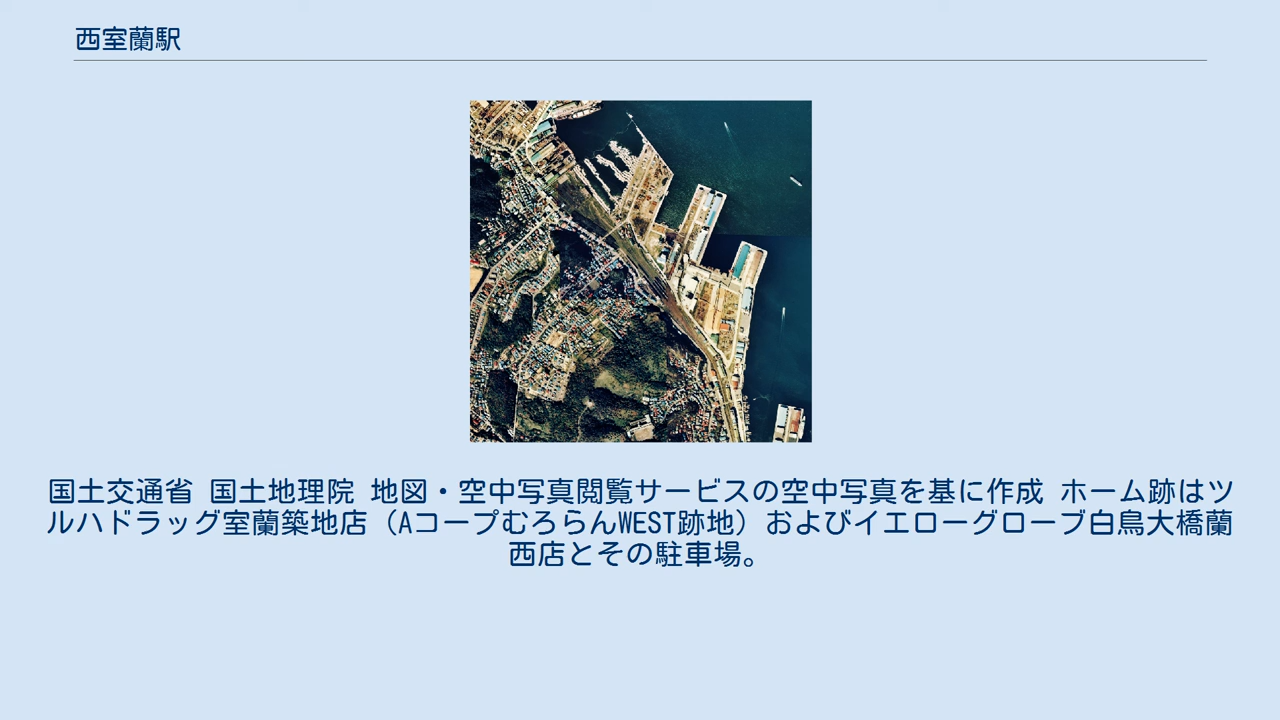 西室蘭駅
国土交通省 国土地理院 地図・空中写真閲覧サービスの空中写真を基に作成 ホーム跡はツ
ルハドラッグ室蘭築地店（Aコープむろらんwest跡地）およびイエローグローブ白鳥大橋蘭
西店とその駐車場。